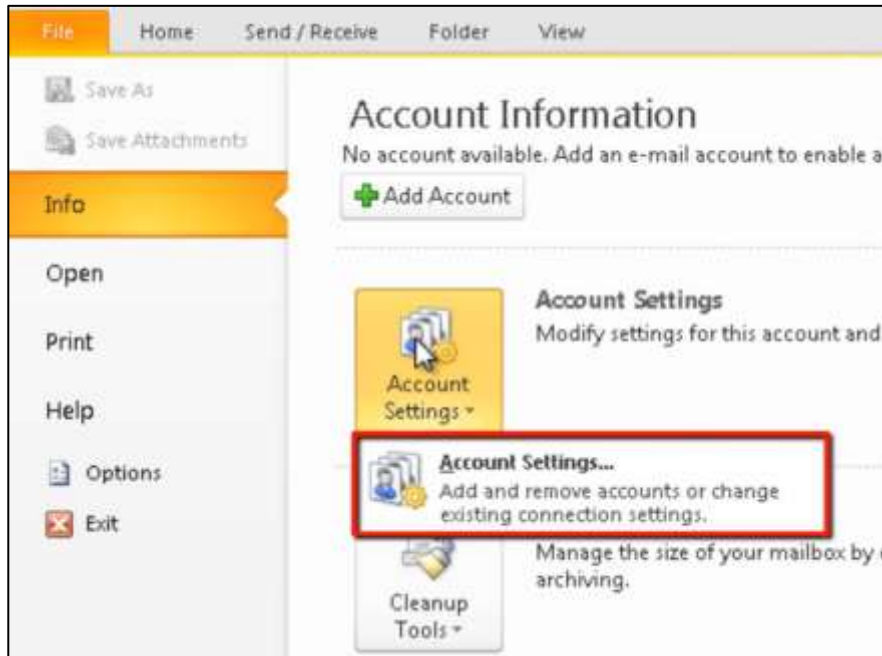 File Home Send / Receive Folder View
Save As
Save Attachments
Info
Open
Print
Help
Options
Exit
Account Information
No account available. Add an e-mail account to enable a
Add Account
Account Settings
Modify settings for this account and
Account
Settings
Account Settings...
Add and remove accounts or change
existing connection settings.
Manage the size of your mailbox by
archiving.
Cleanup
Tools